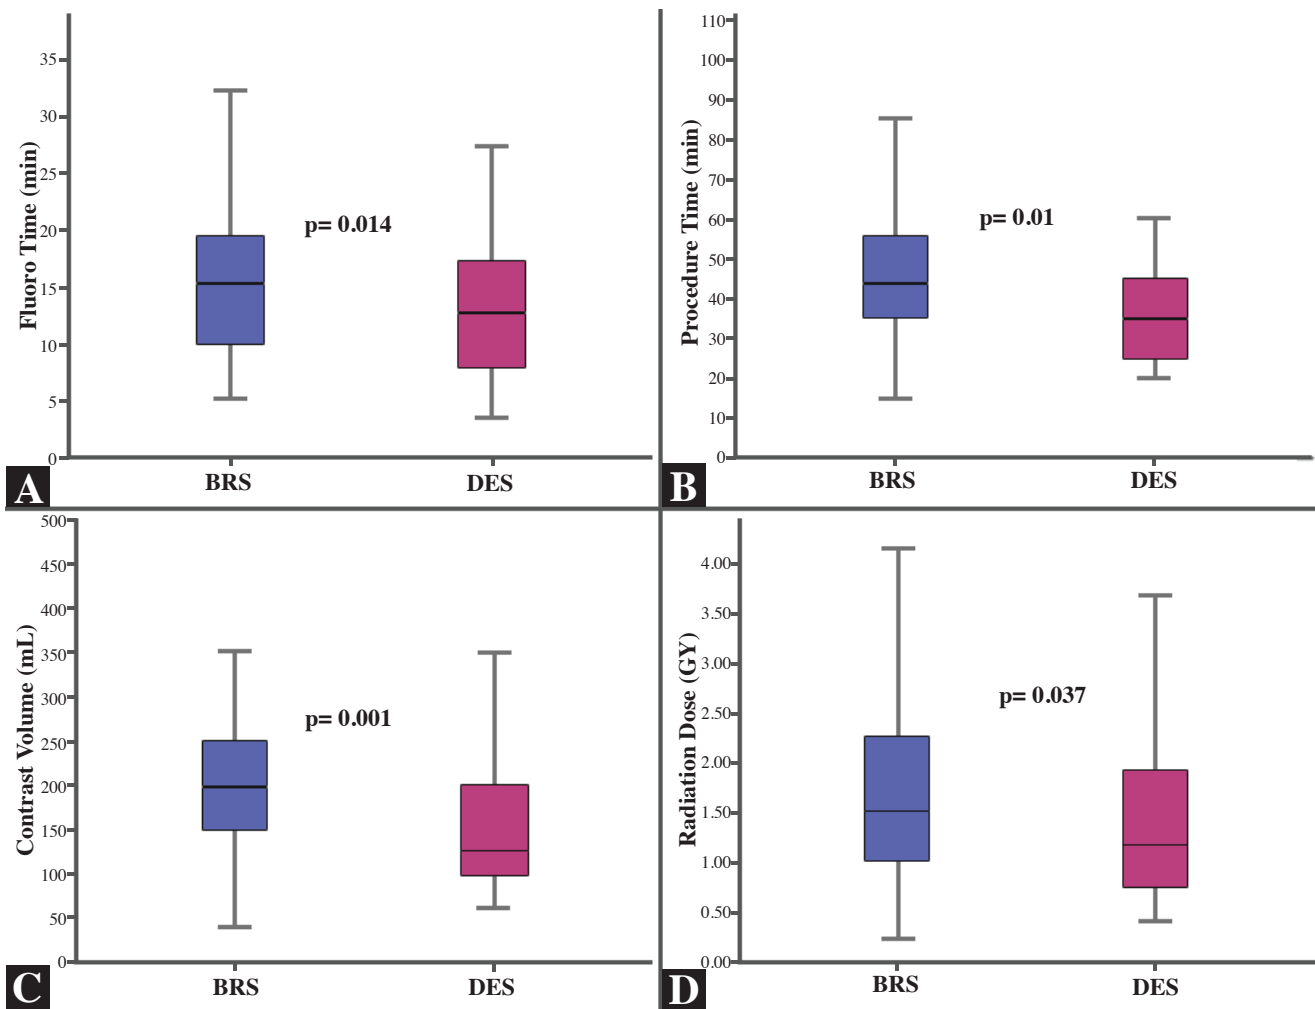 Fluoro Time (min)
35
30
25
20
15
10
5
0
p= 0.014
BRS
DES
A
Procedure Time (min)
110
100
90
80
70
60
50
40
30
20
10
0
p= 0.01
BRS
DES
B
Contrast Volume (mL)
500
450
400
350
300
250
200
150
100
50
0
p= 0.001
BRS
DES
C
Radiation Dose (GY)
4.00
3.50
3.00
2.50
2.00
1.50
1.00
0.50
0.00
p= 0.037
BRS
DES
D